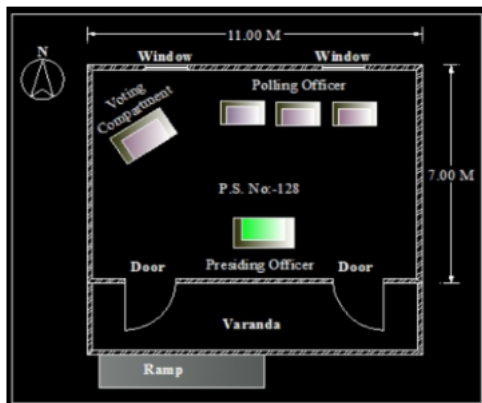 11.00 M
N
Window
Window
Voting
Compartment
Polling Officer
7.00 M
P.S. No:-128
Door
Presiding Officer
Door
Varanda
Ramp